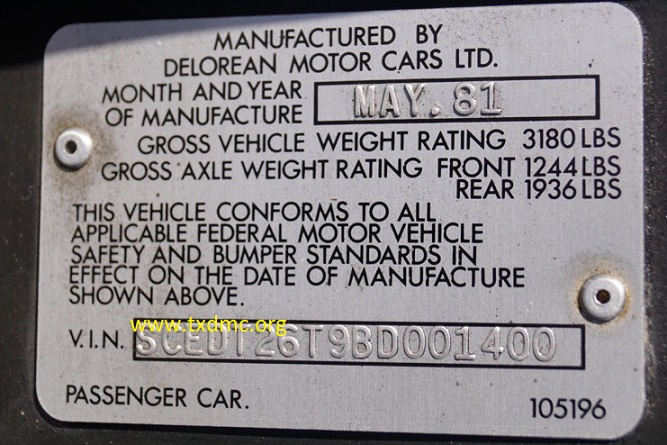 MANUFACTURED BY
DELOREAN MOTOR CARS LTD.
MONTH AND YEAR
OF MANUFACTURE MAY. 81
GROSS VEHICLE WEIGHT RATING 3180 LBS
GROSS AXLE WEIGHT RATING FRONT 1244 LBS
REAR 1936 LBS
THIS VEHICLE CONFORMS TO ALL
APPLICABLE FEDERAL MOTOR VEHICLE
SAFETY AND BUMPER STANDARDS IN
EFFECT ON THE DATE OF MANUFACTURE
SHOWN ABOVE.
www.txdmc.org
V.I.N. SCEDT26T9BD001400
PASSENGER CAR. 105196